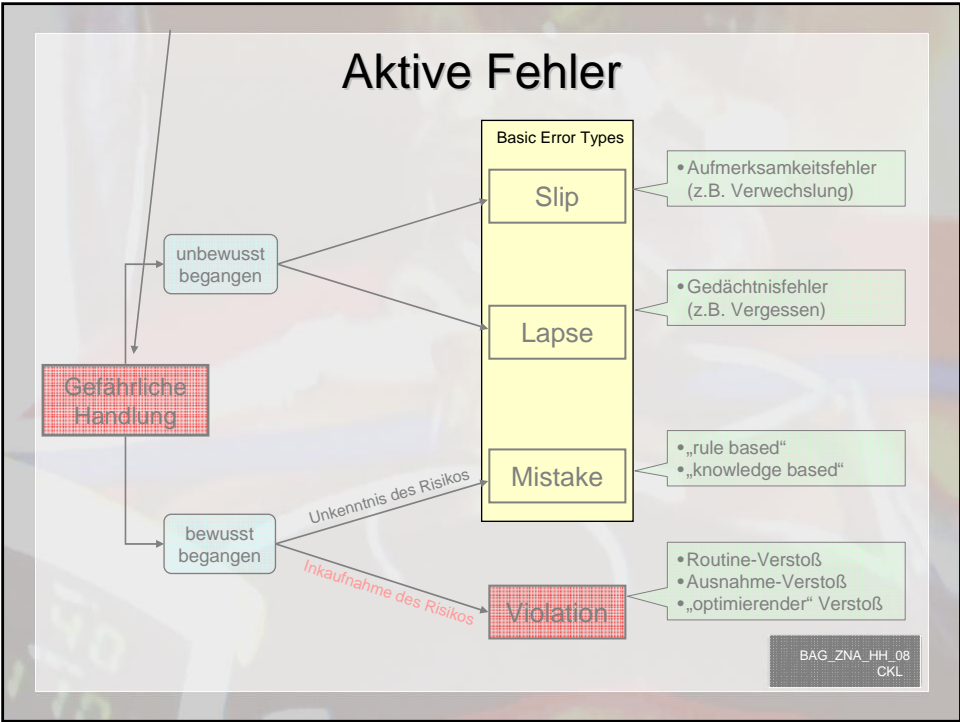 Aktive Fehler
Basic Error Types
Slip
•Aufmerksamkeitsfehler
(z.B. Verwechslung)
unbewusst
begangen
Lapse
•Gedächtnisfehler
(z.B. Vergessen)
Gefährliche
Handlung
Unkenntnis des Risikos
Mistake
•„rule based“
•„knowledge based“
bewusst
begangen
Inkaufnahme des Risikos
Violation
•Routine-Verstoß
•Ausnahme-Verstoß
•„optimierender“ Verstoß
BAG_ZNA_HH_08
CKL